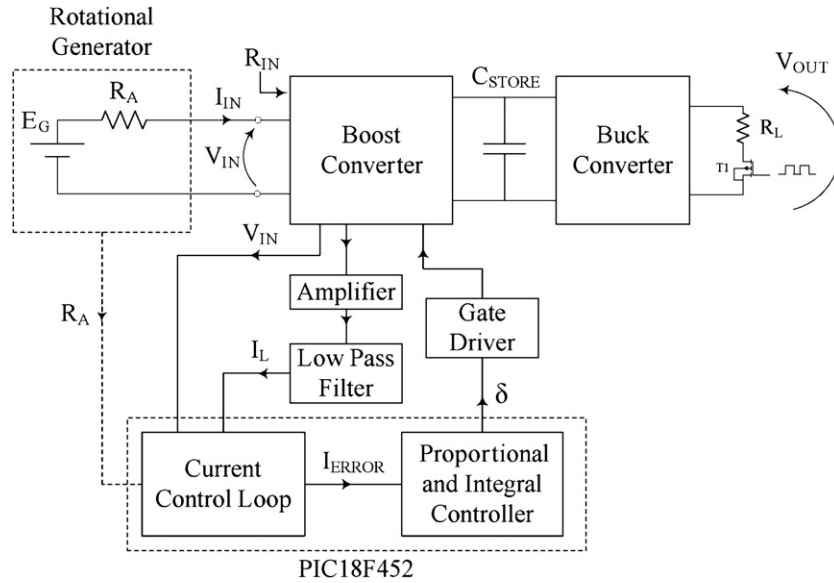 Rotational
Generator
R_A
I_IN
R_IN
E_G
V_IN
Boost
Converter
C_STORE
Buck
Converter
V_OUT
R_L
T1
V_IN
Amplifier
Gate
Driver
R_A
I_L
Low Pass
Filter
δ
Current
Control Loop
I_ERROR
Proportional
and Integral
Controller
PIC18F452